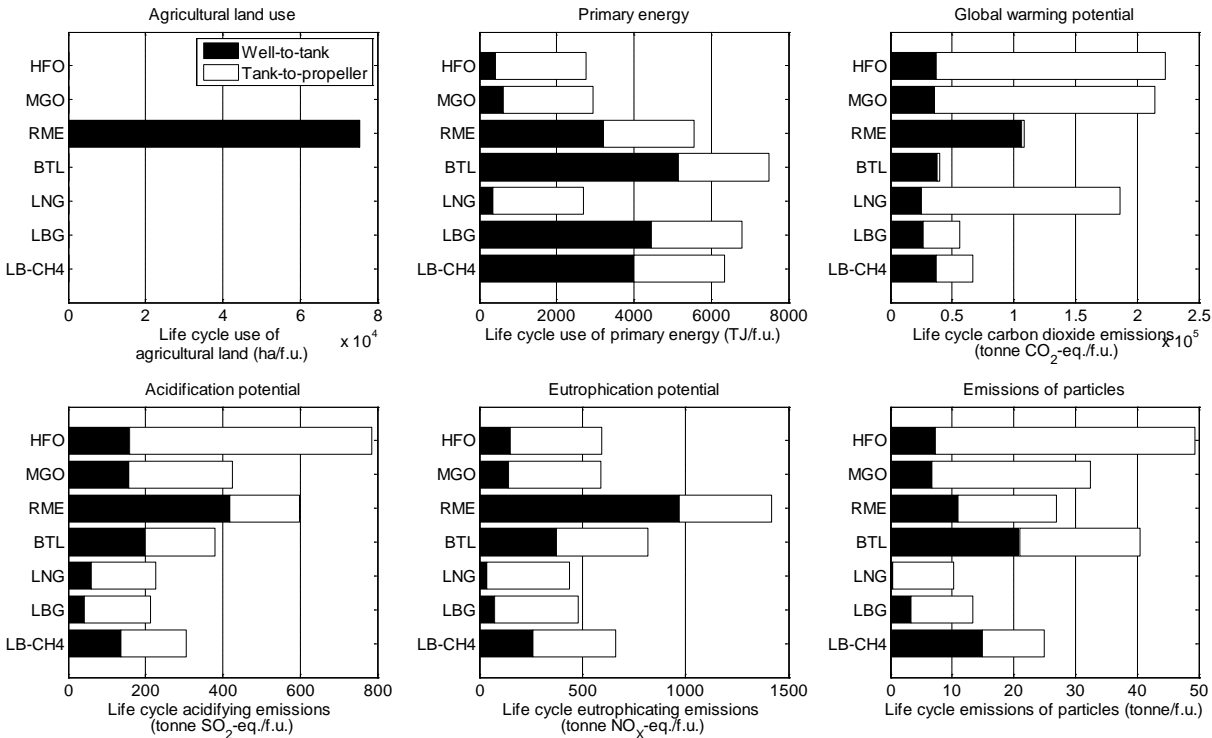 Agricultural land use
Well-to-tank
Tank-to-propeller
HFO
MGO
RME
BTL
LNG
LBG
LB-CH4
0 2 4 6 8
x 10^4
Life cycle use of
agricultural land (ha/f.u.)
Primary energy
HFO
MGO
RME
BTL
LNG
LBG
LB-CH4
0 2000 4000 6000 8000
Life cycle use of primary energy (TJ/f.u.)
Global warming potential
HFO
MGO
RME
BTL
LNG
LBG
LB-CH4
0 0.5 1 1.5 2 2.5
x 10^5
Life cycle carbon dioxide emissions
(tonne CO2-eq./f.u.)
Acidification potential
HFO
MGO
RME
BTL
LNG
LBG
LB-CH4
0 200 400 600 800
Life cycle acidifying emissions
(tonne SO2-eq./f.u.)
Eutrophication potential
HFO
MGO
RME
BTL
LNG
LBG
LB-CH4
0 500 1000 1500
Life cycle eutrophicating emissions
(tonne NOX-eq./f.u.)
Emissions of particles
HFO
MGO
RME
BTL
LNG
LBG
LB-CH4
0 10 20 30 40 50
Life cycle emissions of particles (tonne/f.u.)